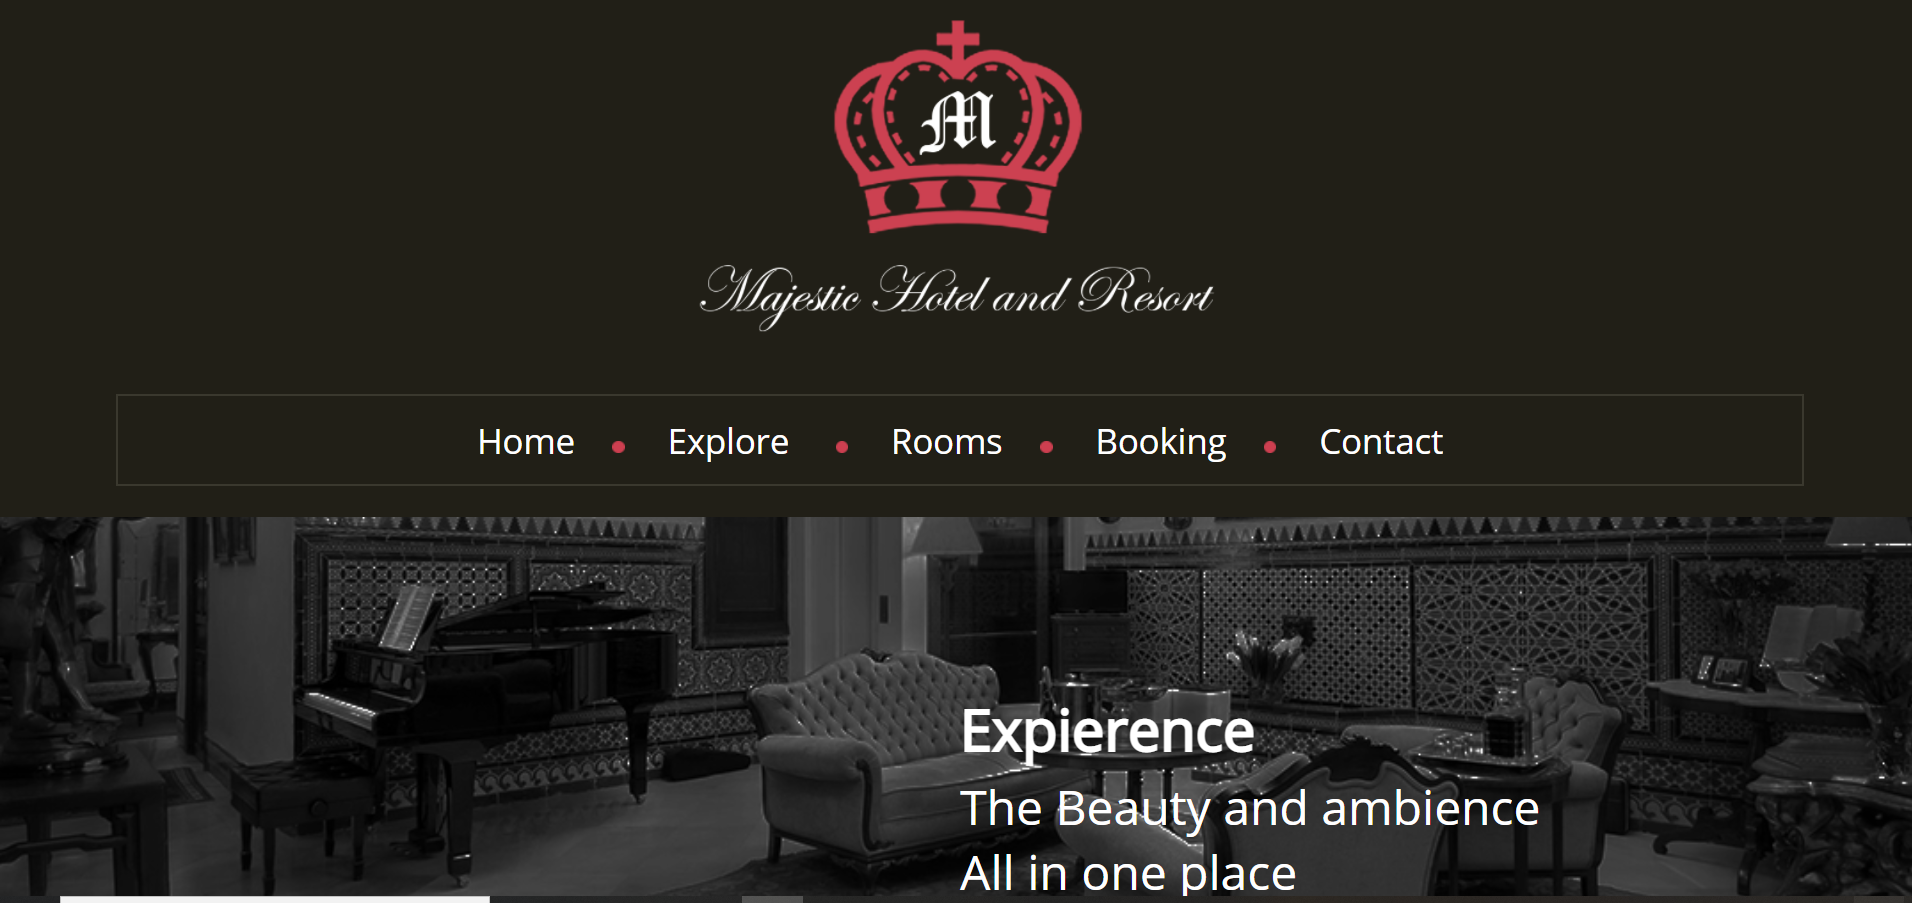 M
Majestic Hotel and Resort
Home Explore Rooms Booking Contact
Expierence
The Beauty and ambience
All in one place